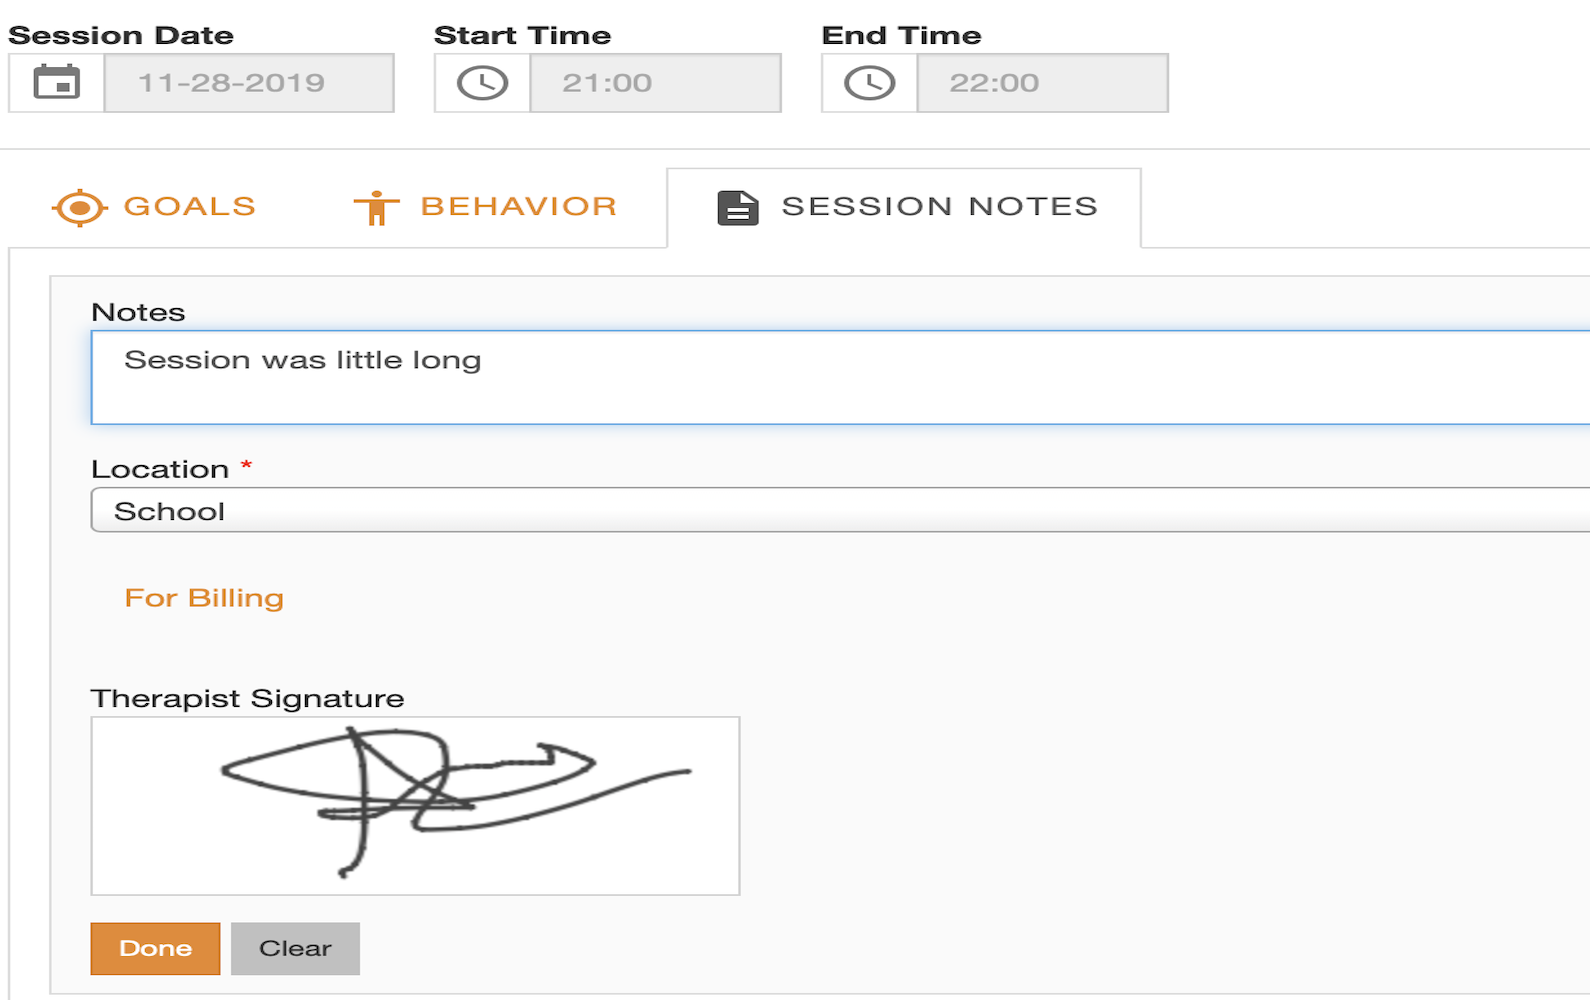 Session Date Start Time End Time
11-28-2019 21:00 22:00
GOALS BEHAVIOR SESSION NOTES
Notes
Session was little long
Location *
School
For Billing
Therapist Signature
Done Clear